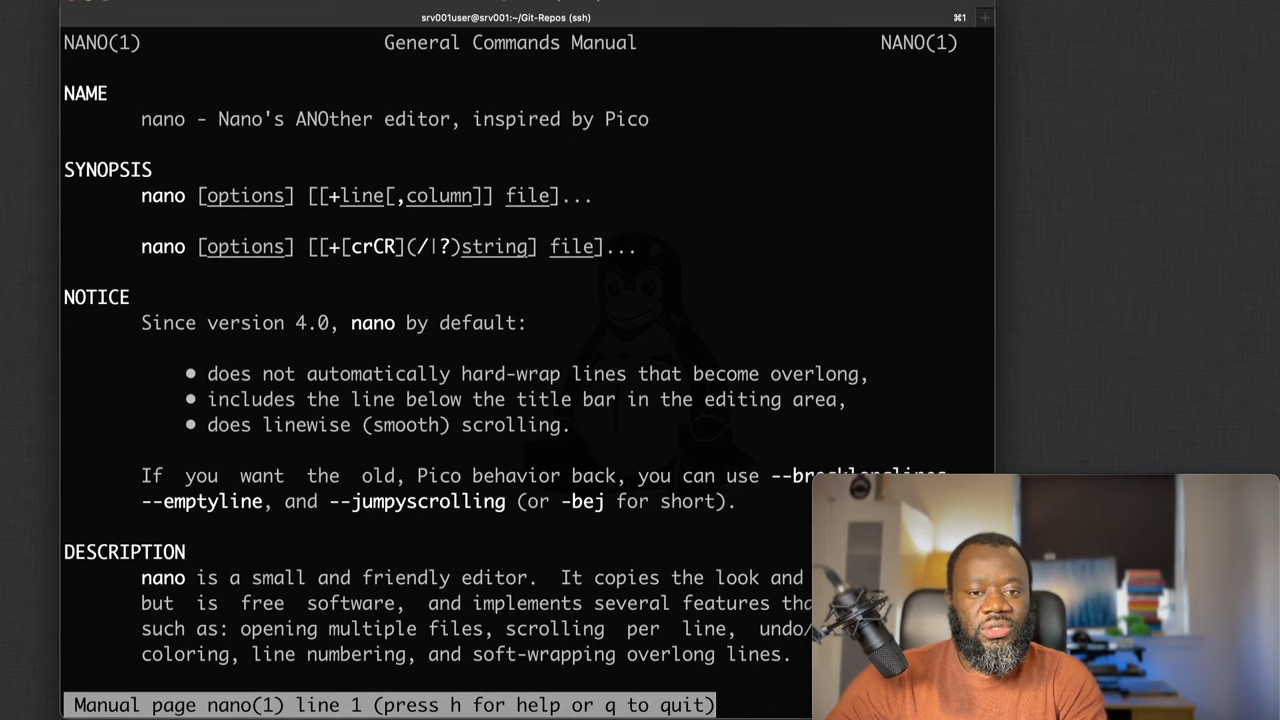 srv001user@srv001:~/Git-Repos (ssh) ⌘1 +
NANO(1) General Commands Manual NANO(1)
NAME
nano - Nano's ANOther editor, inspired by Pico
SYNOPSIS
nano [options] [[+line[,column]] file]...
nano [options] [[+[crCR](/|?)string] file]...
NOTICE
Since version 4.0, nano by default:
● does not automatically hard-wrap lines that become overlong,
● includes the line below the title bar in the editing area,
● does linewise (smooth) scrolling.
If you want the old, Pico behavior back, you can use --breaklonglines,
--emptyline, and --jumpyscrolling (or -bej for short).
DESCRIPTION
nano is a small and friendly editor. It copies the look and
but is free software, and implements several features
such as: opening multiple files, scrolling per line,
coloring, line numbering, and soft-wrapping overlong lines.
Manual page nano(1) line 1 (press h for help or q to quit)